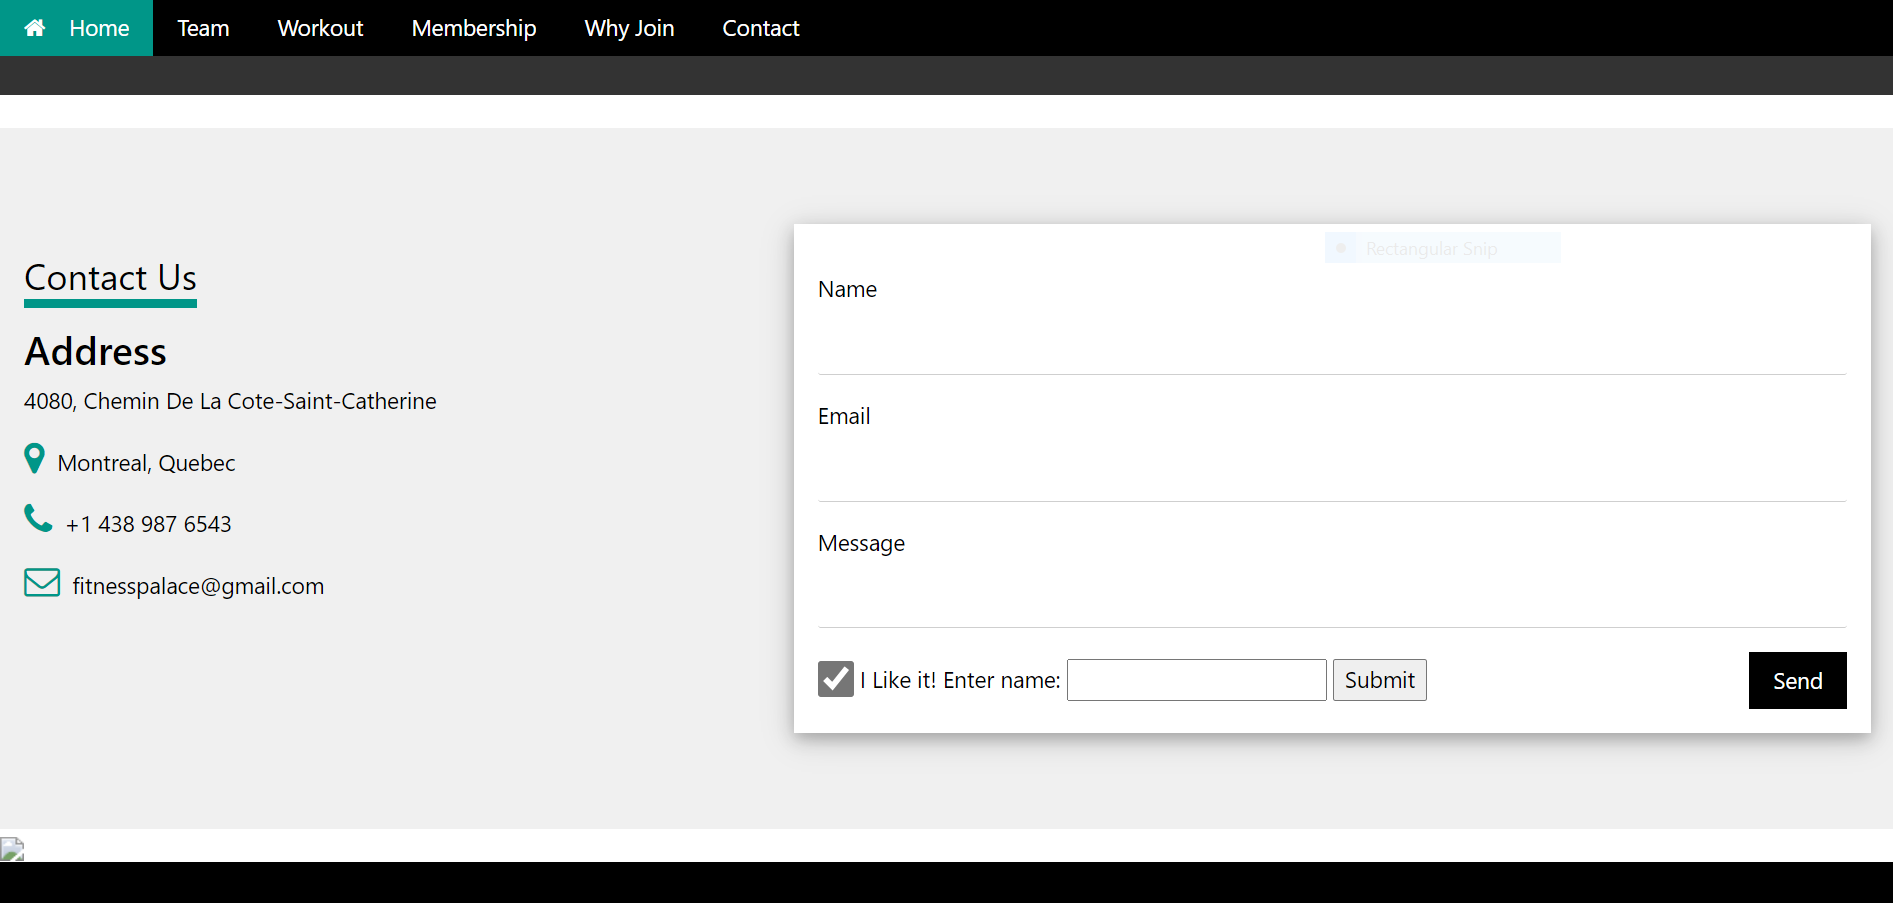 Home Team Workout Membership Why Join Contact
Contact Us
Address
4080, Chemin De La Cote-Saint-Catherine
Montreal, Quebec
+1 438 987 6543
fitnesspalace@gmail.com
Rectangular Snip
Name
Email
Message
I Like it! Enter name: Submit Send